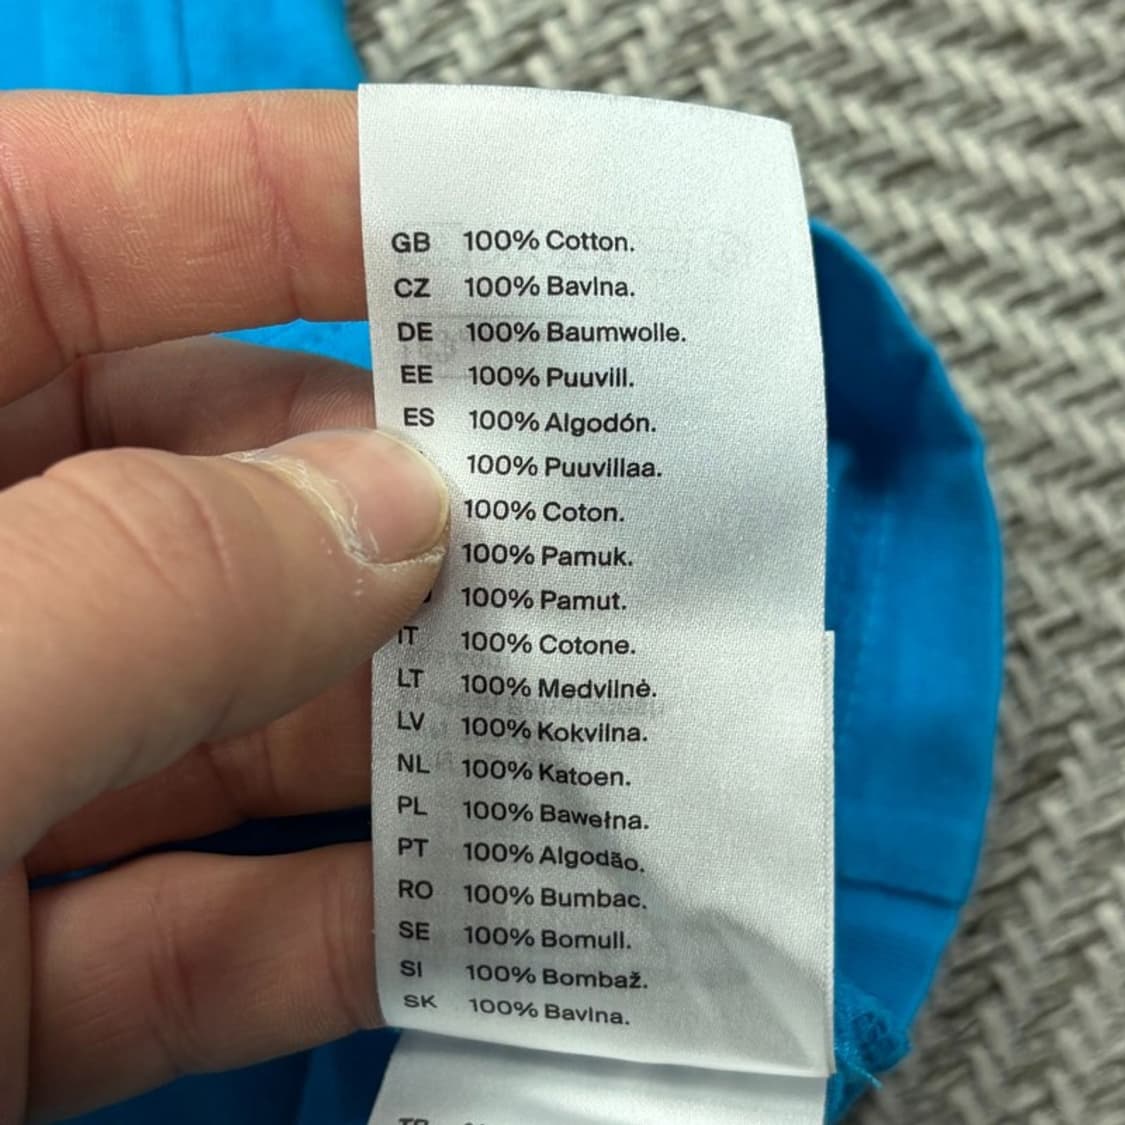 GB 100% Cotton.
CZ 100% Bavlna.
DE 100% Baumwolle.
EE 100% Puuvill.
ES 100% Algodón.
100% Puuvillaa.
100% Coton.
100% Pamuk.
100% Pamut.
IT 100% Cotone.
LT 100% Medvilnė.
LV 100% Kokvilna.
NL 100% Katoen.
PL 100% Bawełna.
PT 100% Algodão.
RO 100% Bumbac.
SE 100% Bomull.
SI 100% Bombaž.
SK 100% Bavlna.